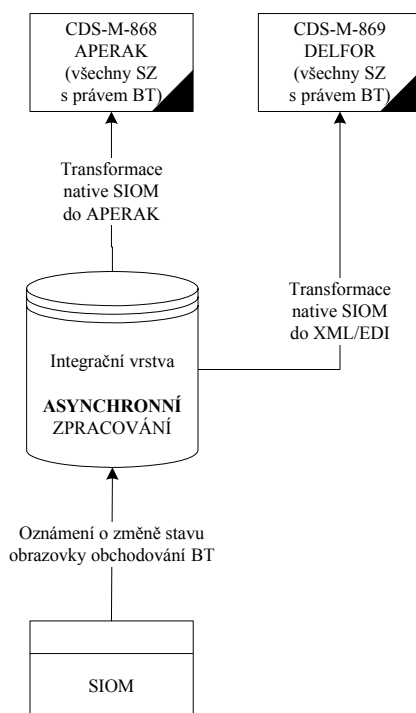 CDS-M-868
APERAK
(všechny SZ
s právem BT)
CDS-M-869
DELFOR
(všechny SZ
s právem BT)
Transformace
native SIOM
do APERAK
Transformace
native SIOM
do XML/EDI
Integrační vrstva
ASYNCHRONNÍ
ZPRACOVÁNÍ
Oznámení o změně stavu
obrazovky obchodování BT
SIOM